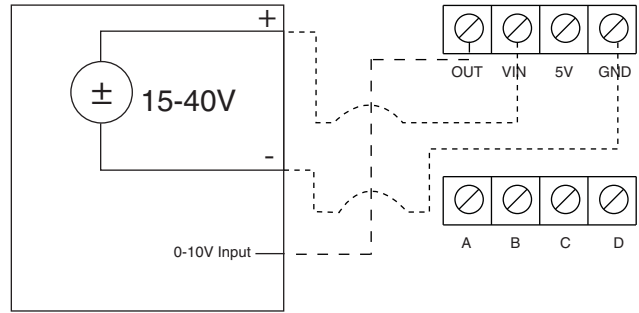 +
± 15-40V
-
0-10V Input
OUT VIN 5V GND
A B C D